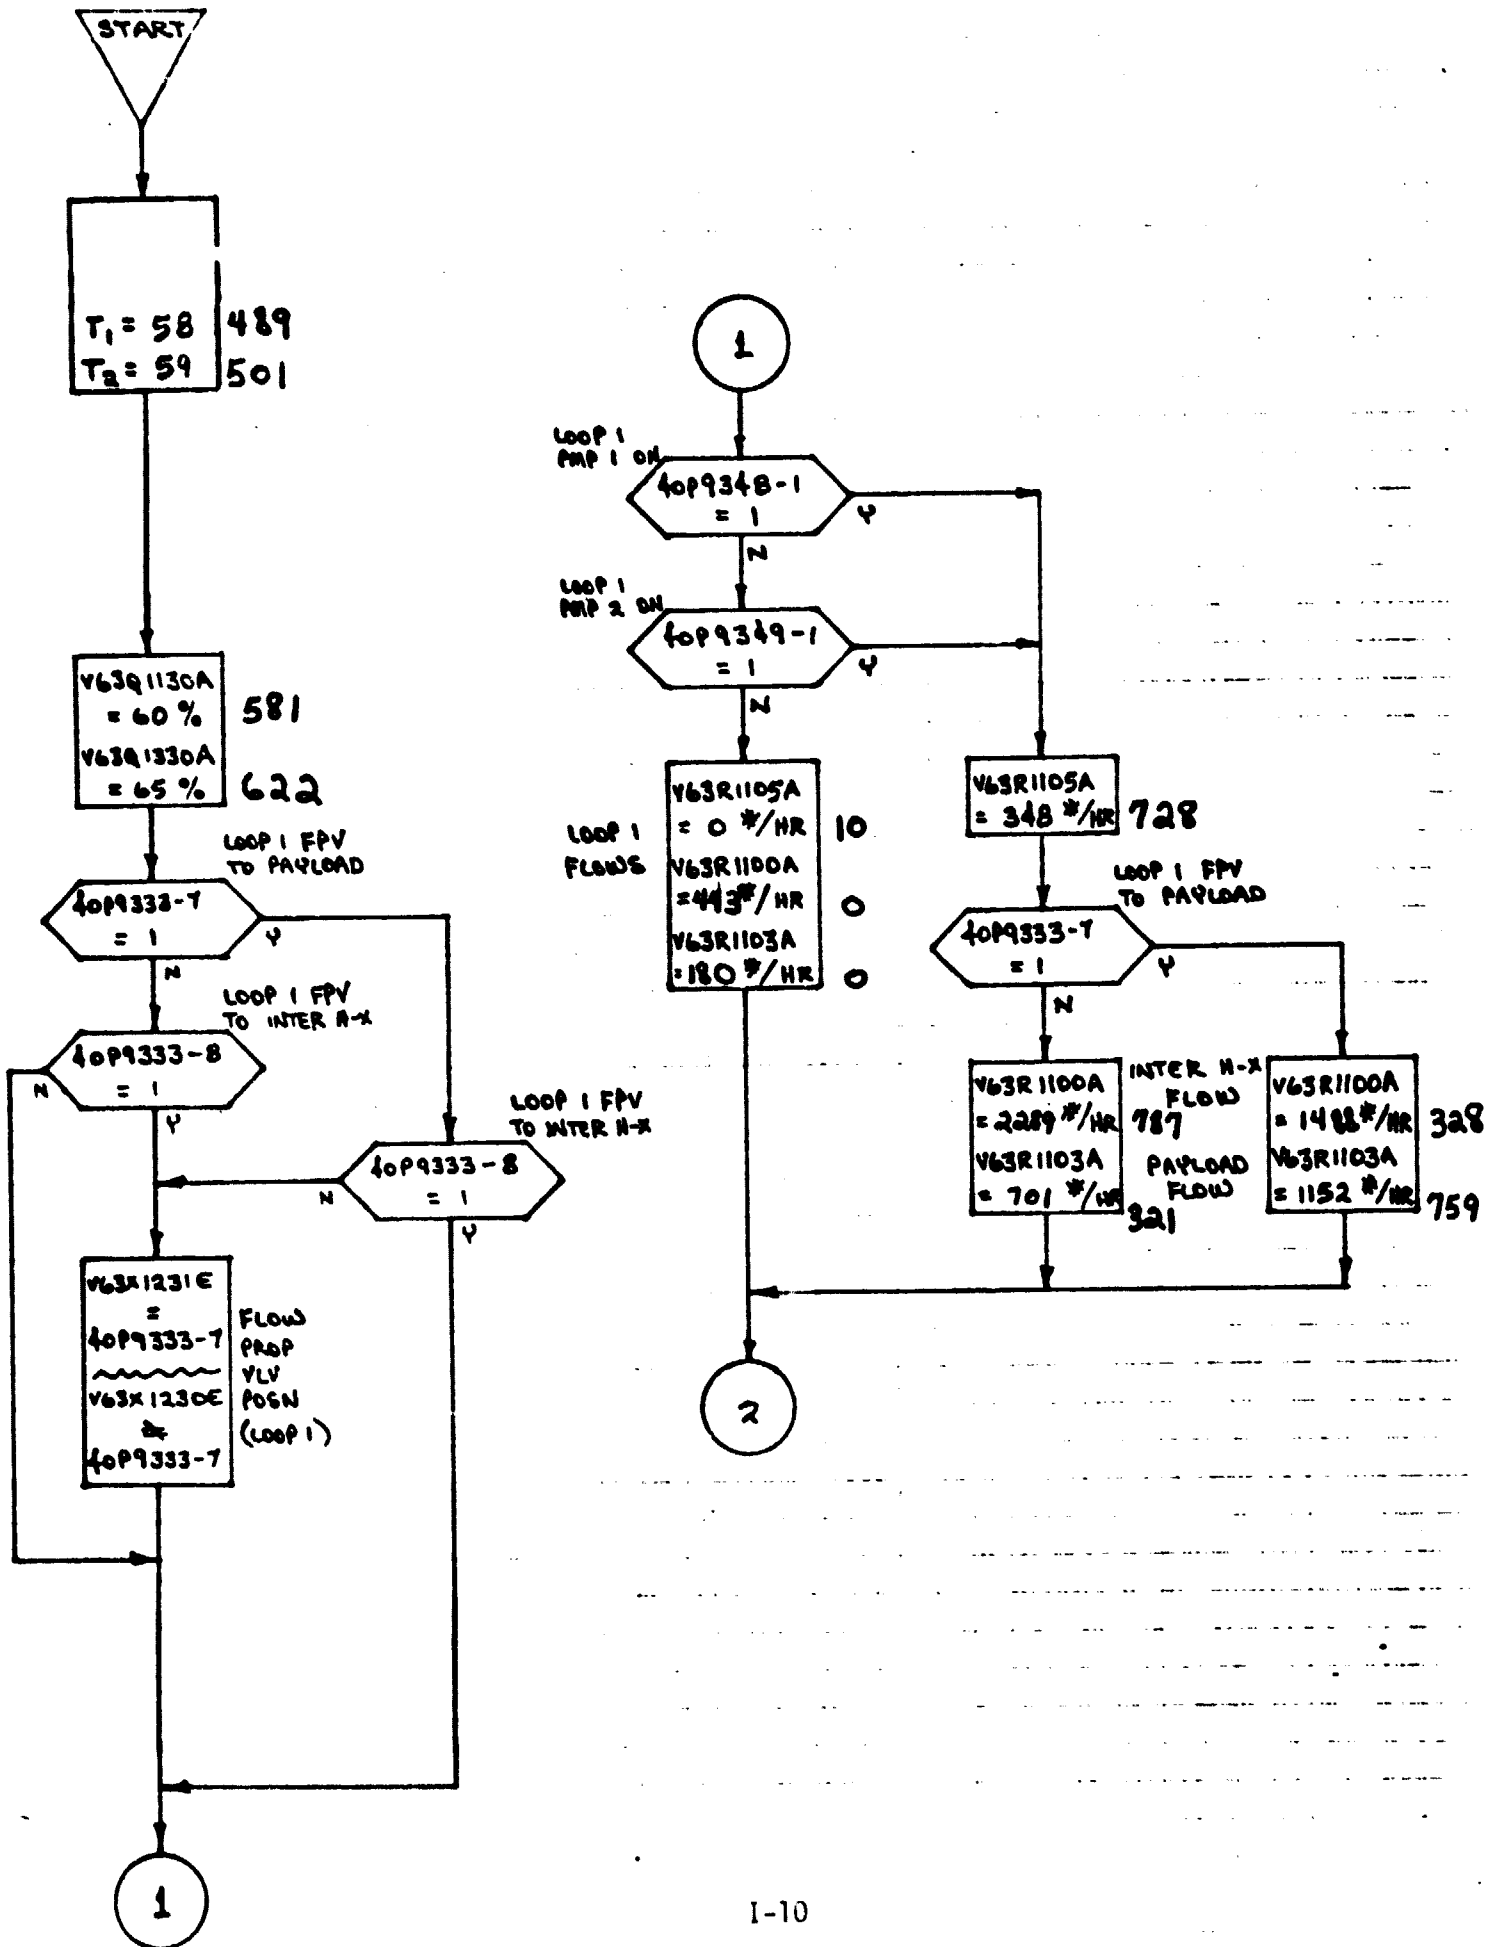 START
T₁ = 58 489
T₂ = 59 501
V63Q1130A
= 60 % 581
V63Q1330A
= 65 % 622
LOOP 1 FPV
TO PAYLOAD
40P9333-7
= 1
Y
N
LOOP 1 FPV
TO INTER H-X
40P9333-8
= 1
N
Y
LOOP 1 FPV
TO INTER H-X
40P9333-8
= 1
N
Y
V63X1231E
=
40P9333-7
V63X1230E
40P9333-7
FLOW
PROP
VLV
POSN
(LOOP 1)
1
1
LOOP 1
PMP 1 ON
40P9348-1
= 1
Y
N
LOOP 1
PMP 2 ON
40P9349-1
= 1
Y
N
LOOP 1
FLOWS
V63R1105A
= 0 #/HR 10
V63R1100A
= 443 #/HR 0
V63R1103A
= 180 #/HR 0
V63R1105A
= 348 #/HR 728
LOOP 1 FPV
TO PAYLOAD
40P9333-7
= 1
Y
N
V63R1100A
= 2289 #/HR 787
V63R1103A
= 701 #/HR 321
INTER H-X
FLOW
PAYLOAD
FLOW
V63R1100A
= 1488 #/HR 328
V63R1103A
= 1152 #/HR 759
2
I-10